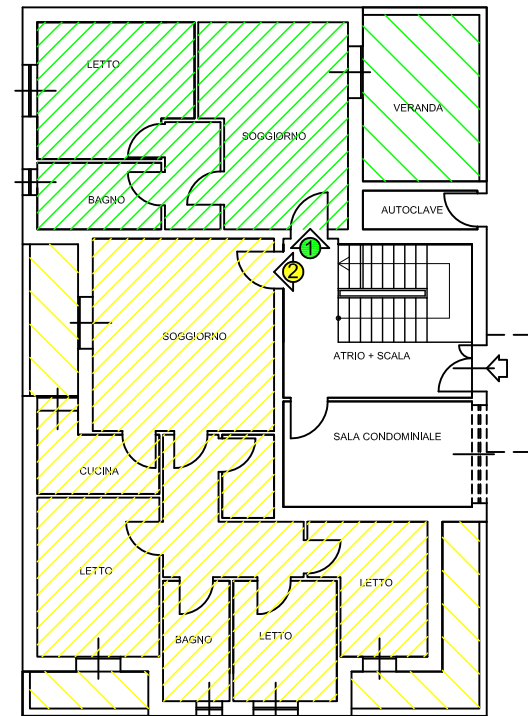 LETTO
VERANDA
SOGGIORNO
BAGNO
AUTOCLAVE
1
2
SOGGIORNO
ATRIO + SCALA
SALA CONDOMINIALE
CUCINA
LETTO
LETTO
BAGNO
LETTO